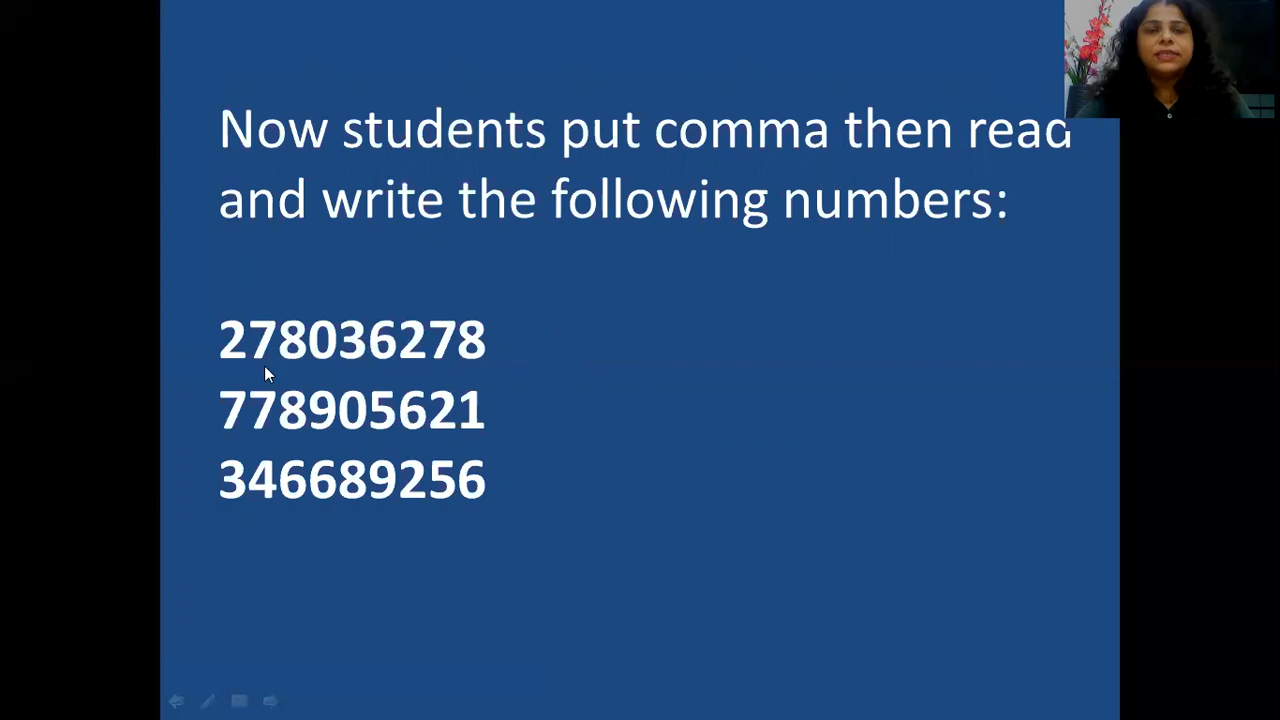 Now students put comma then read
and write the following numbers:
278036278
778905621
346689256